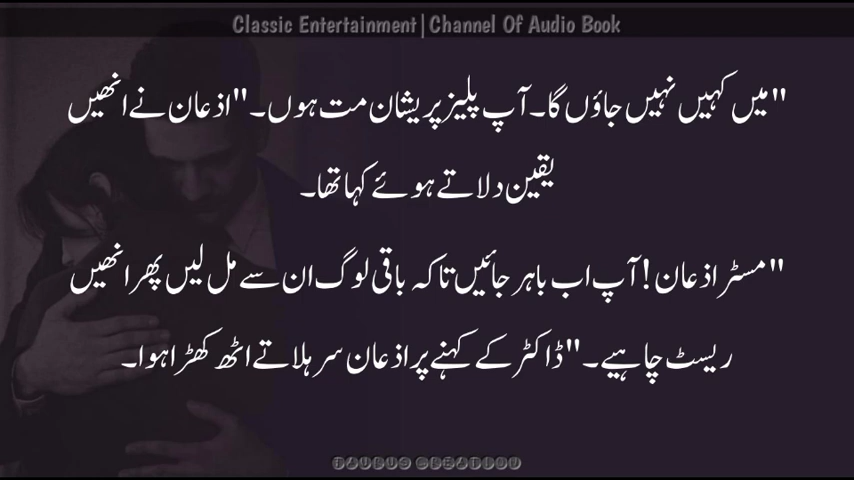 Classic Entertainment|Channel Of Audio Book
"میں کہیں نہیں جاؤں گا۔ آپ پلیز پریشان مت ہوں۔" اذعان نے انھیں
یقین دلاتے ہوئے کہا تھا۔
"مسٹر اذعان! آپ اب باہر جائیں تاکہ باقی لوگ ان سے مل لیں پھر انھیں
ریسٹ چاہیے۔" ڈاکٹر کے کہنے پر اذعان سر ہلاتے اٹھ کھڑا ہوا۔
TAURUS CREATION